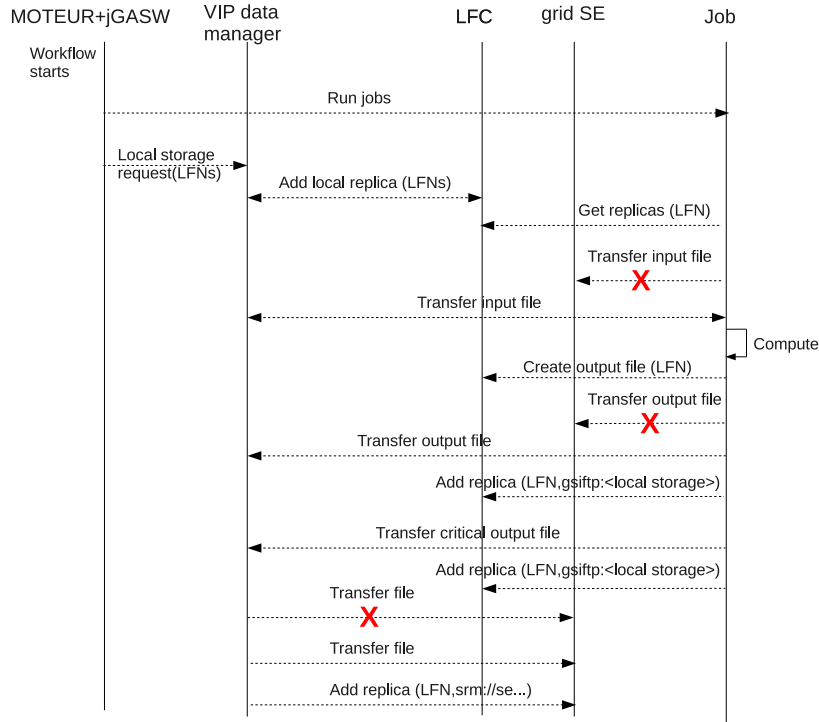 MOTEUR+jGASW
VIP data
manager
LFC
grid SE
Job
Workflow
starts
Run jobs
Local storage
request(LFNs)
Add local replica (LFNs)
Get replicas (LFN)
Transfer input file
X
Transfer input file
Compute
Create output file (LFN)
Transfer output file
X
Transfer output file
Add replica (LFN,gsiftp:<local storage>)
Transfer critical output file
Add replica (LFN,gsiftp:<local storage>)
Transfer file
X
Transfer file
Add replica (LFN,srm://se...)